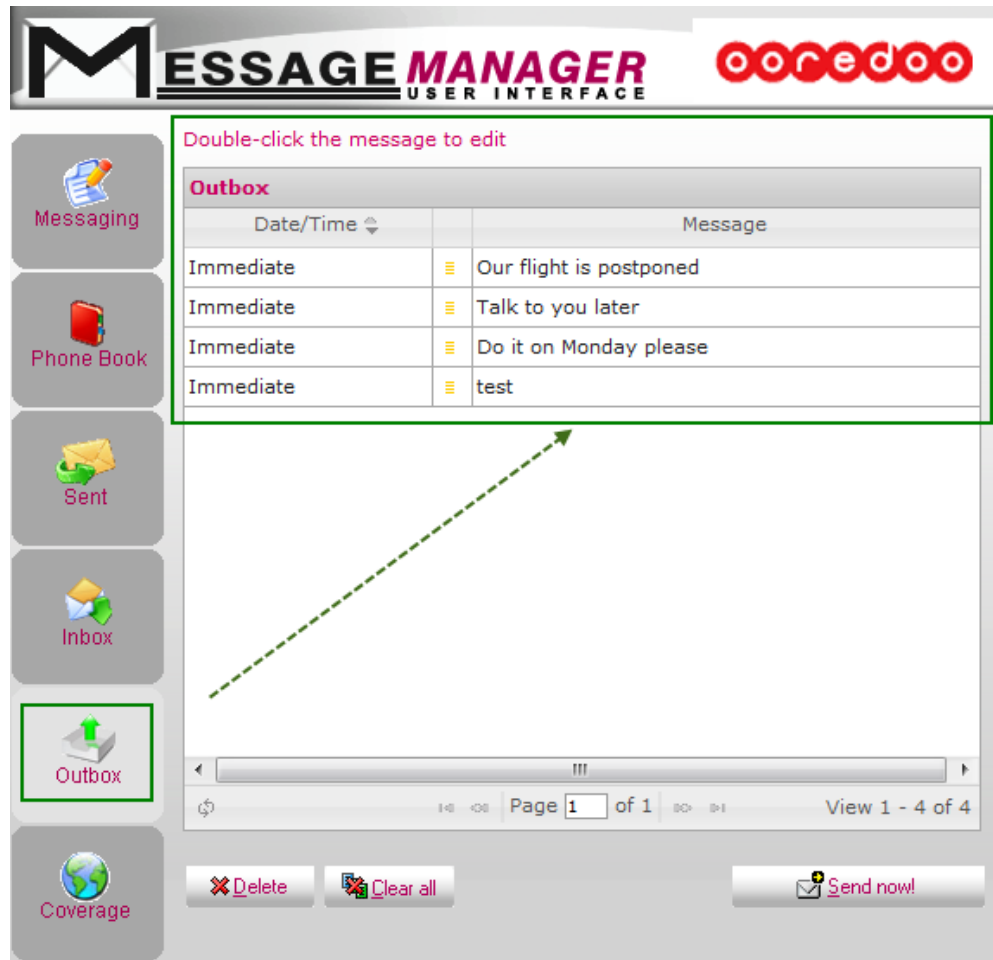 MESSAGE MANAGER
USER INTERFACE
ooredoo
Double-click the message to edit
Messaging
Outbox
Date/Time Message
Immediate Our flight is postponed
Immediate Talk to you later
Phone Book
Immediate Do it on Monday please
Immediate test
Sent
Inbox
Outbox
Page 1 of 1 View 1 - 4 of 4
Coverage
Delete Clear all Send now!